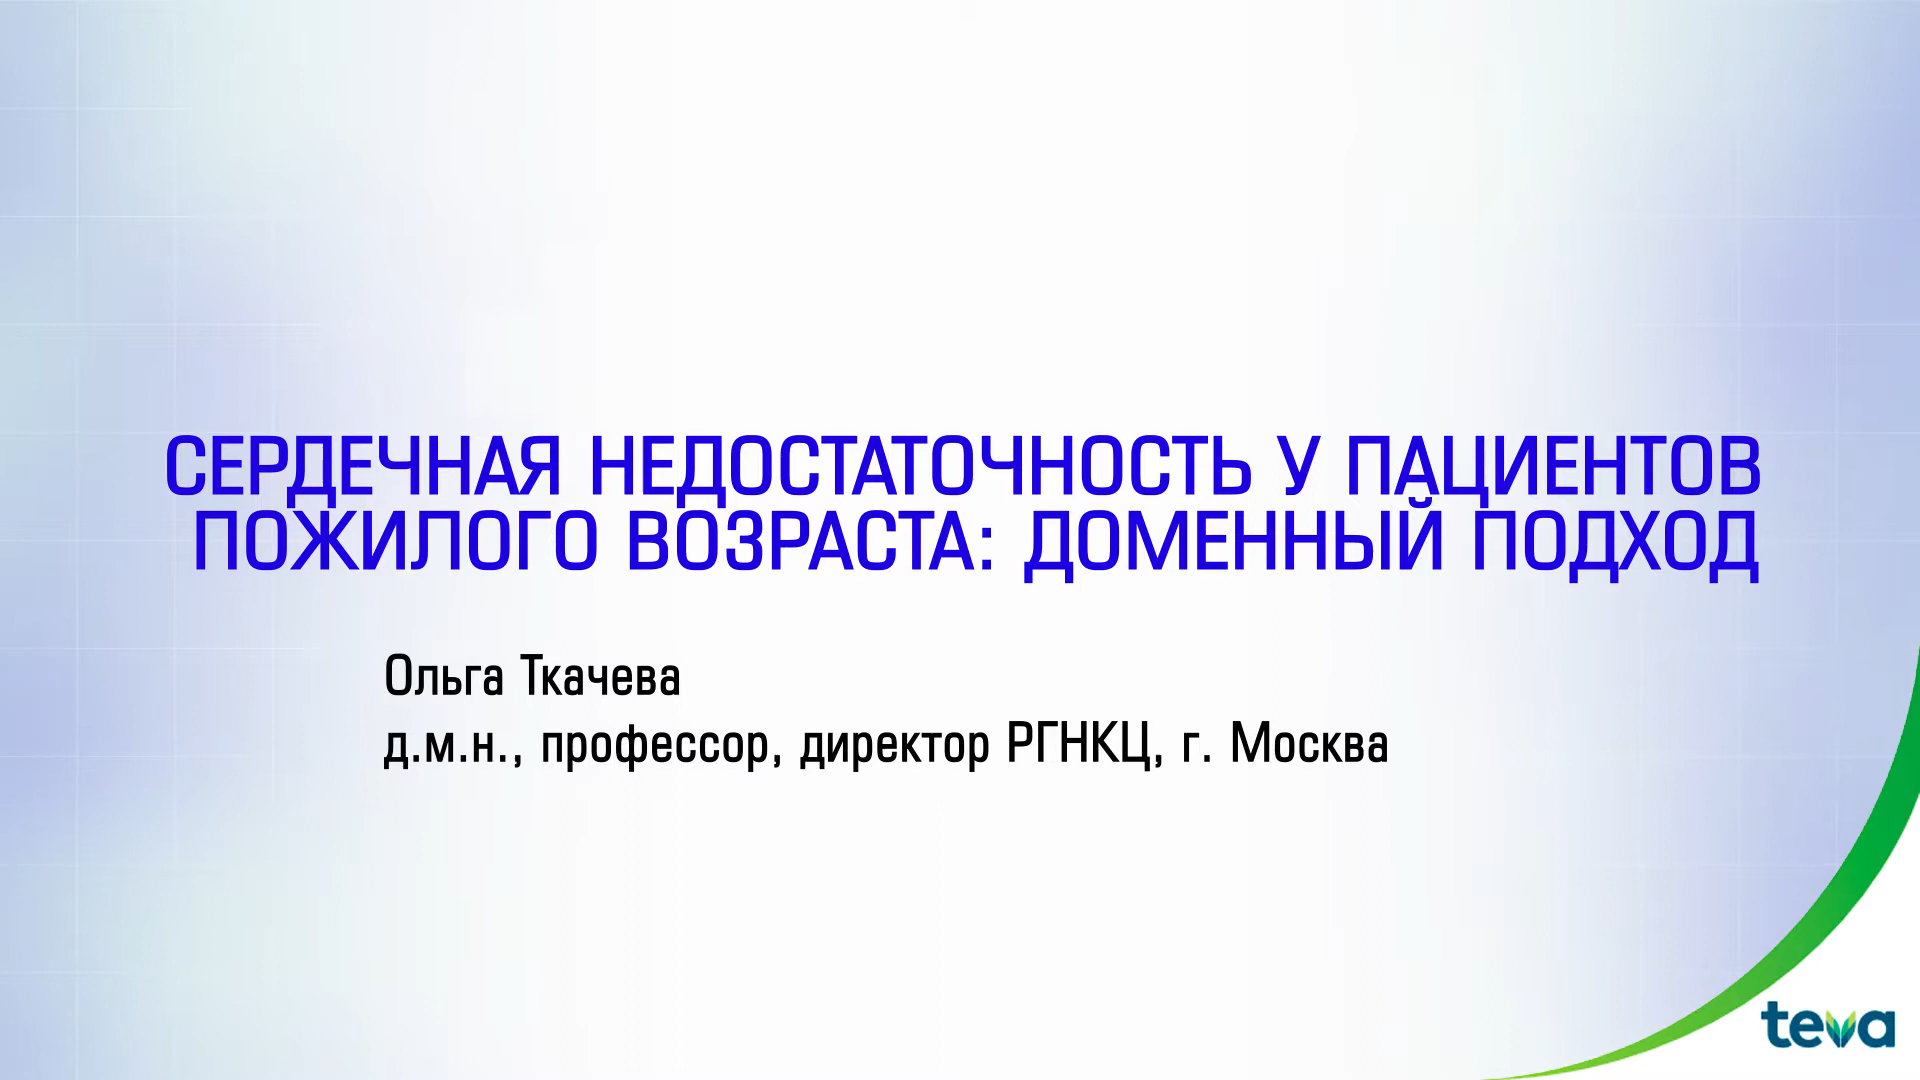 СЕРДЕЧНАЯ НЕДОСТАТОЧНОСТЬ У ПАЦИЕНТОВ
ПОЖИЛОГО ВОЗРАСТА: ДОМЕННЫЙ ПОДХОД
Ольга Ткачева
д.м.н., профессор, директор РГНКЦ, г. Москва
teva